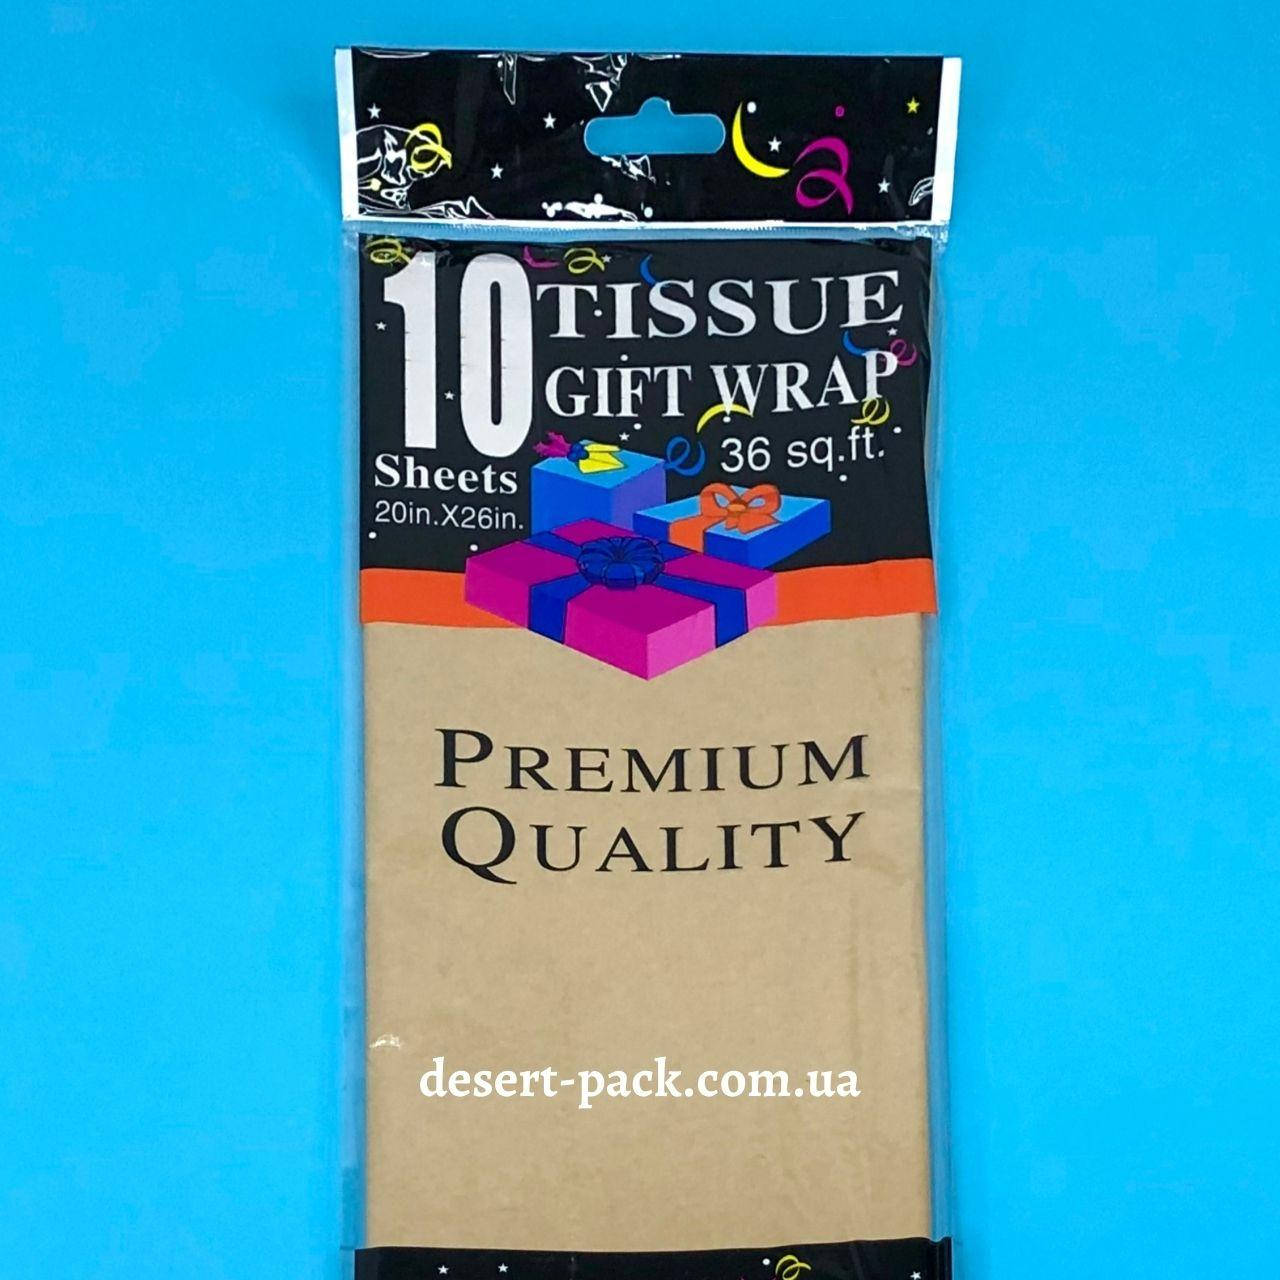 10 TISSUE
GIFT WRAP
36 sq.ft.
Sheets
20in.X26in.
PREMIUM
QUALITY
desert-pack.com.ua